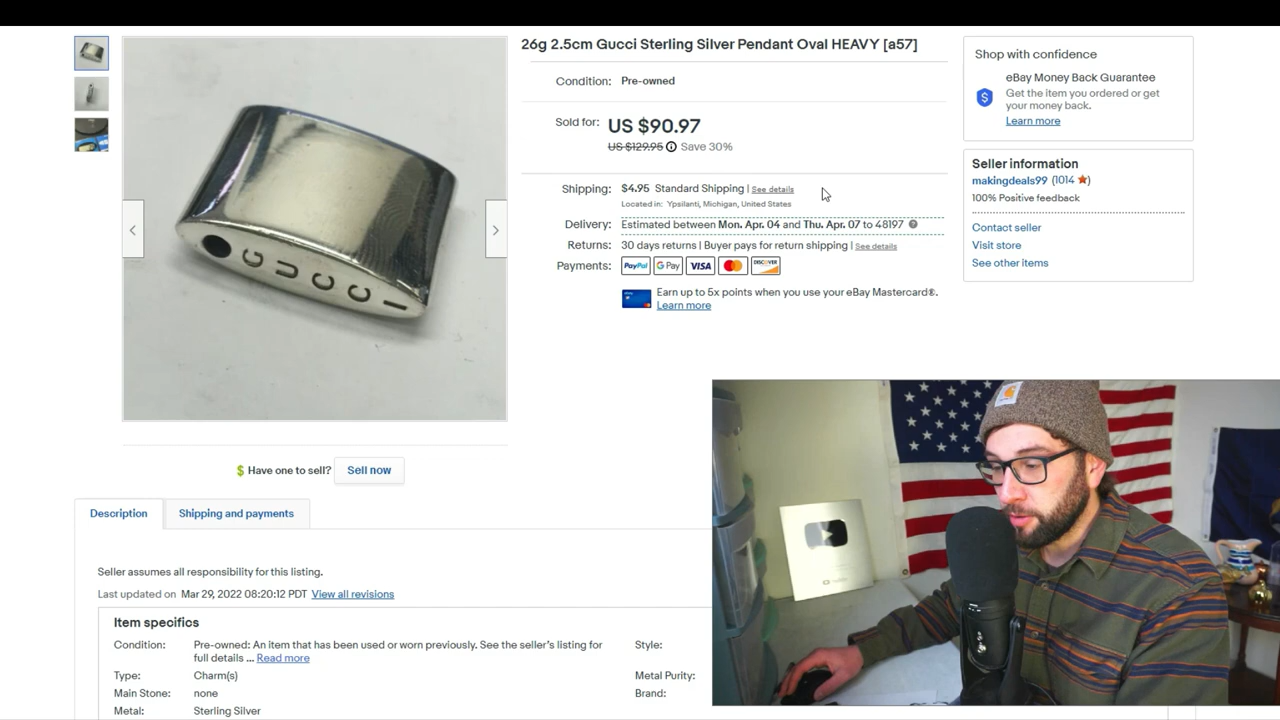 26g 2.5cm Gucci Sterling Silver Pendant Oval HEAVY [a57]
Condition: Pre-owned
Sold for: US $90.97
US $129.95 Save 30%
Shipping: $4.95 Standard Shipping | See details
Located in: Ypsilanti, Michigan, United States
Delivery: Estimated between Mon. Apr. 04 and Thu. Apr. 07 to 48197
Returns: 30 days returns | Buyer pays for return shipping | See details
Payments: PayPal G Pay VISA DISCOVER
Earn up to 5x points when you use your eBay Mastercard®.
Learn more
Shop with confidence
eBay Money Back Guarantee
Get the item you ordered or get
your money back.
Learn more
Seller information
makingdeals99 (1014 )
100% Positive feedback
Contact seller
Visit store
See other items
GUCCI
$ Have one to sell? Sell now
Description
Shipping and payments
Seller assumes all responsibility for this listing.
Last updated on Mar 29, 2022 08:20:12 PDT View all revisions
Item specifics
Condition: Pre-owned: An item that has been used or worn previously. See the seller's listing for
full details ... Read more
Type: Charm(s)
Main Stone: none
Metal: Sterling Silver
Style:
Metal Purity:
Brand: